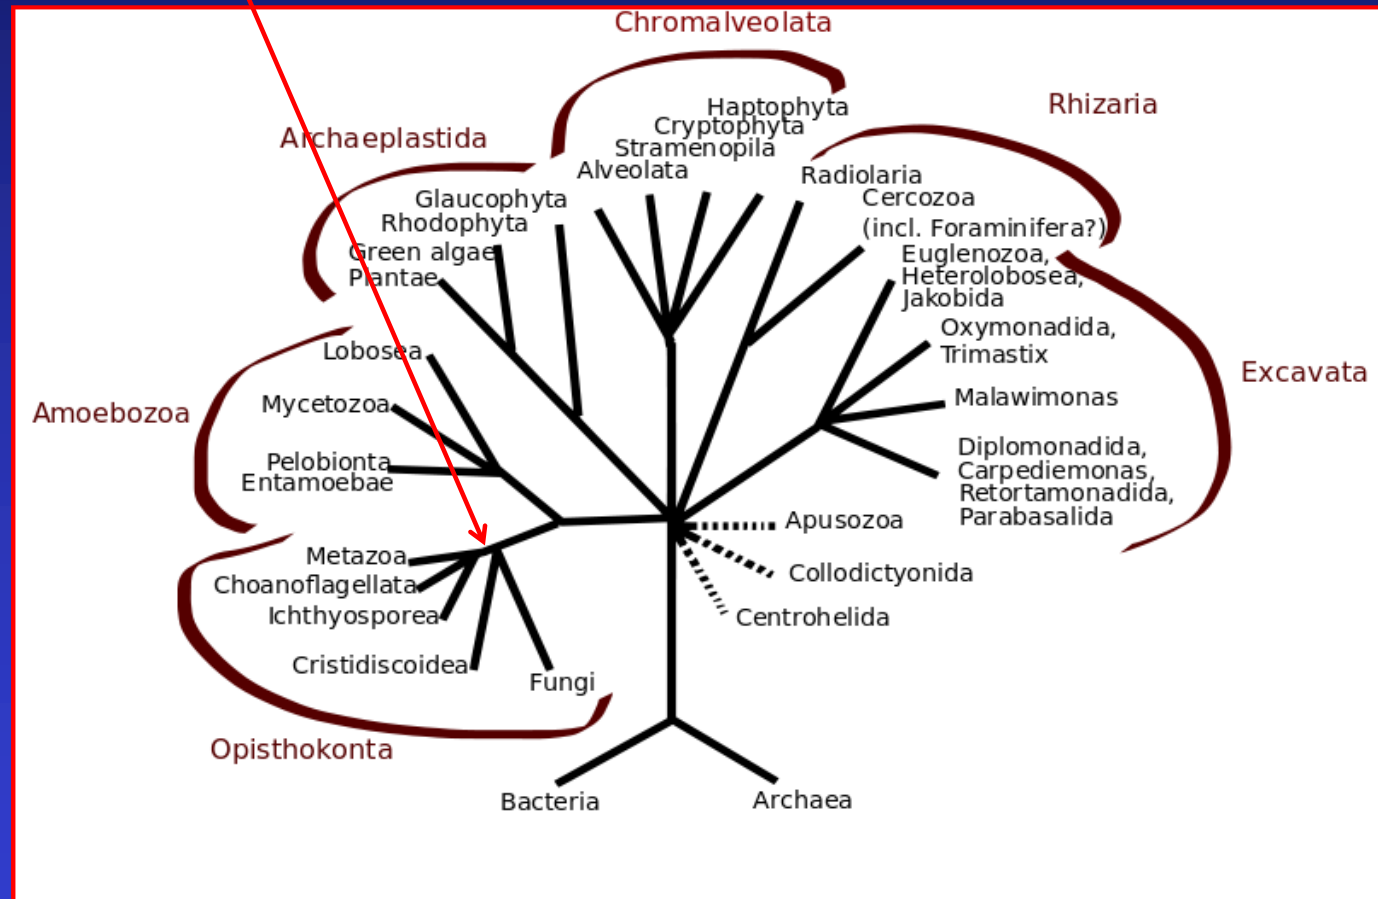 Chromalveolata
Haptophyta
Rhizaria
Cryptophyta
Archaeplastida
Stramenopila
Alveolata
Radiolaria
Glaucophyta
Cercozoa
Rhodophyta
(incl. Foraminifera?)
Green algae
Euglenozoa,
Plantae
Heterolobosea,
Jakobida
Oxymonadida,
Lobosea
Trimastix
Excavata
Malawimonas
Mycetozoa
Amoebozoa
Diplomonadida,
Pelobionta
Carpediemonas,
Entamoebae
Retortamonadida,
Parabasalida
Apusozoa
Metazoa
Collodictyonida
Choanoflagellata
Ichthyosporea
Centrohelida
Cristidiscoidea
Fungi
Opisthokonta
Bacteria
Archaea